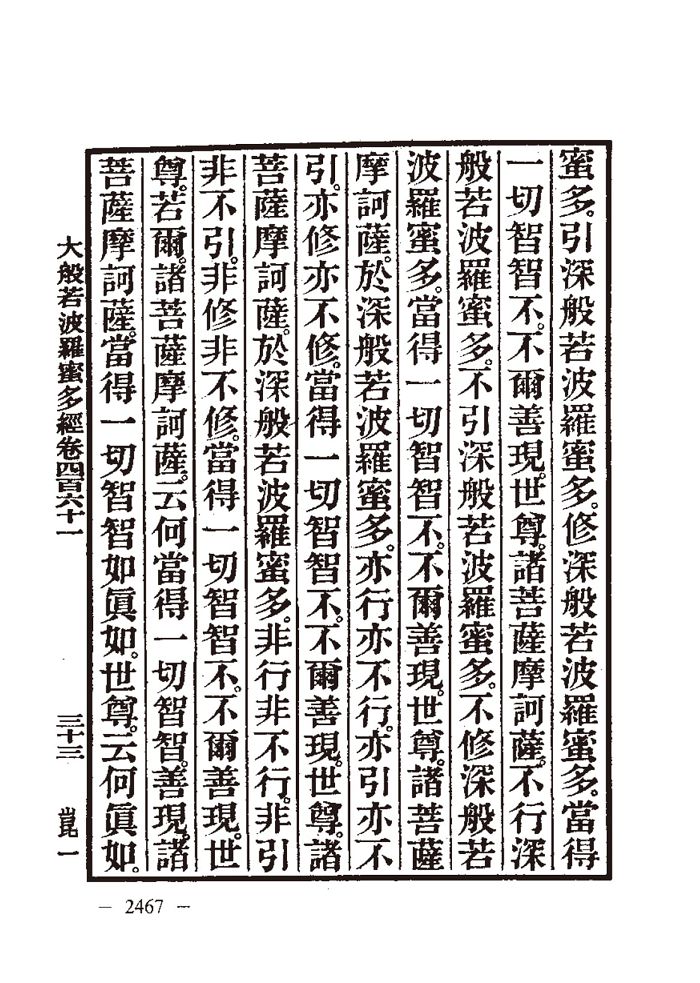 蜜多。引深般若波羅蜜多。修深般若波羅蜜多。當得
一切智智不。不爾善現。世尊。諸菩薩摩訶薩。不行深
般若波羅蜜多。不引深般若波羅蜜多。不修深般若
波羅蜜多。當得一切智智不。不爾善現。世尊。諸菩薩
摩訶薩。於深般若波羅蜜多。亦行亦不行。亦引亦不
引。亦修亦不修。當得一切智智不。不爾善現。世尊。諸
菩薩摩訶薩。於深般若波羅蜜多。非行非不行。非引
非不引。非修非不修。當得一切智智不。不爾善現。世
尊。若爾。諸菩薩摩訶薩。云何當得一切智智。善現。諸
菩薩摩訶薩。當得一切智智如眞如。世尊。云何眞如。
大般若波羅蜜多經卷四百六十一 三十三 崑一
— 2467 —